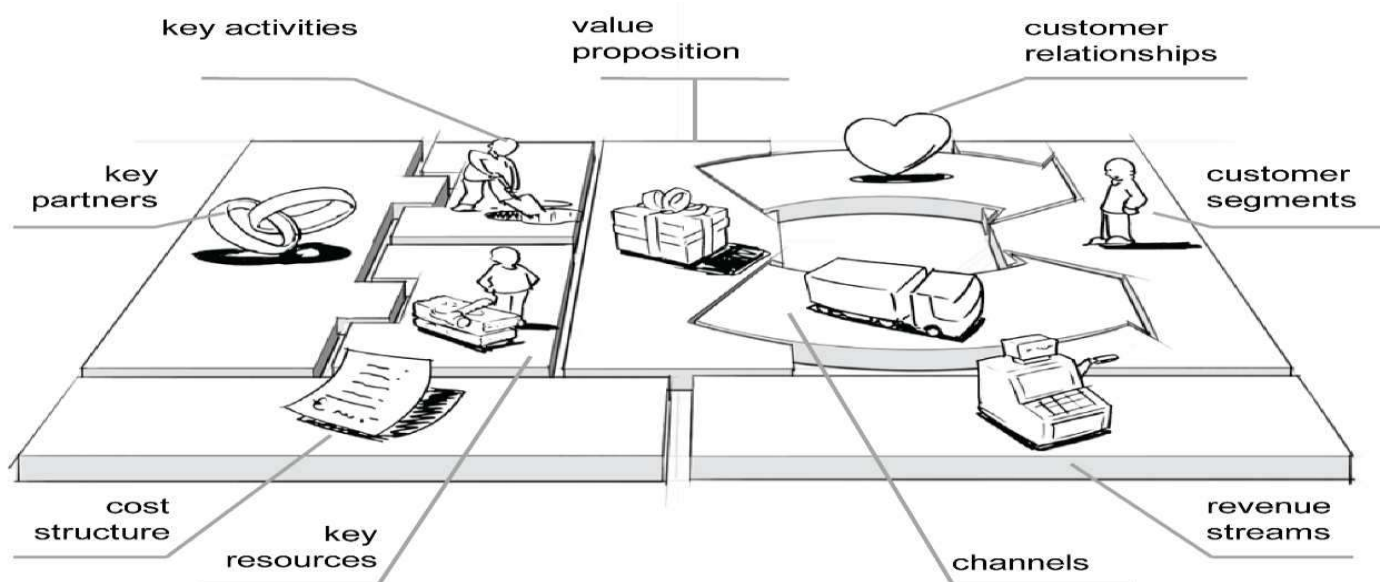 key activities
value
proposition
customer
relationships
key
partners
customer
segments
cost
structure
key
resources
channels
revenue
streams